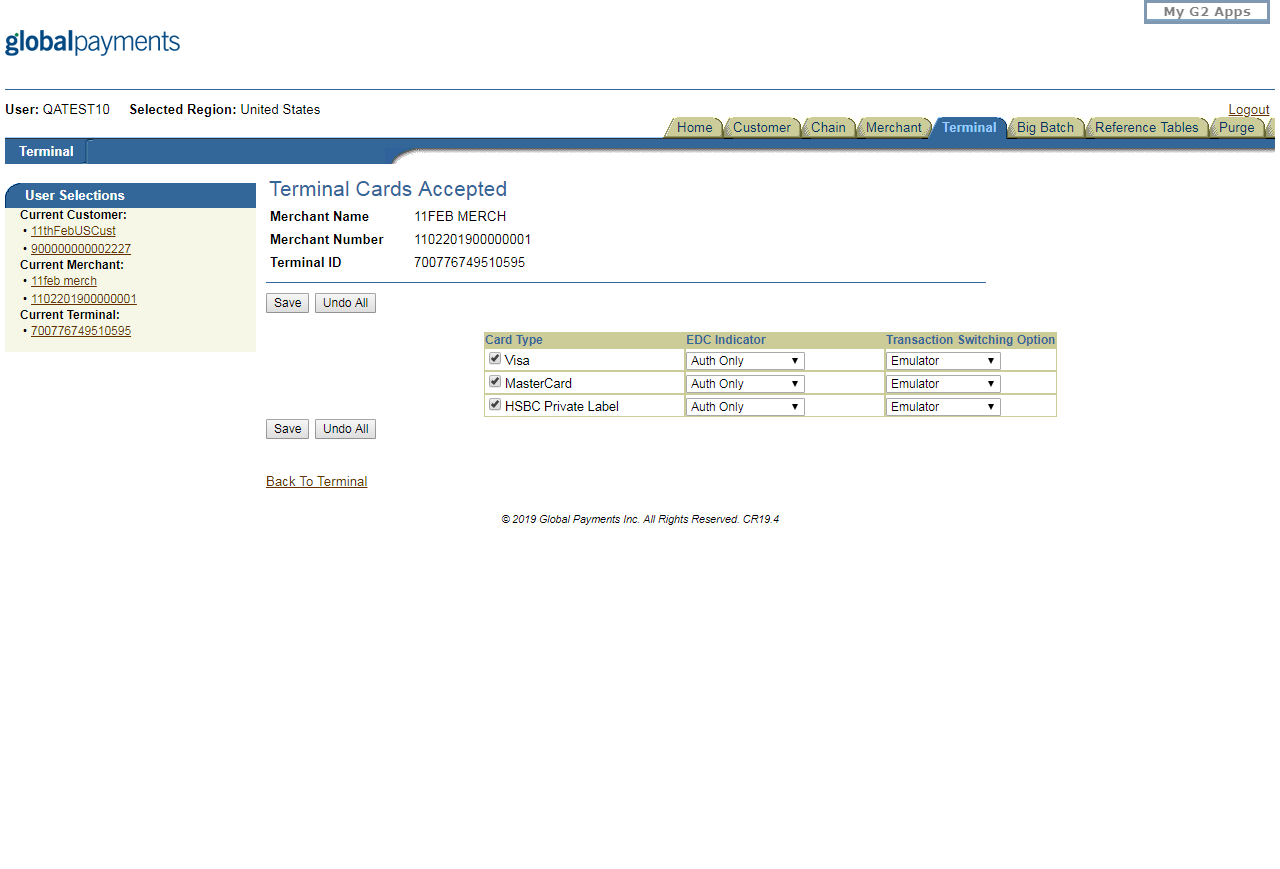 My G2 Apps
globalpayments
User: QATEST10 Selected Region: United States
Logout
Home Customer Chain Merchant Terminal Big Batch Reference Tables Purge
Terminal
User Selections
Current Customer:
• 11thFebUSCust
• 900000000002227
Current Merchant:
• 11feb merch
• 1102201900000001
Current Terminal:
• 700776749510595
Terminal Cards Accepted
Merchant Name 11FEB MERCH
Merchant Number 1102201900000001
Terminal ID 700776749510595
Save Undo All
Card Type EDC Indicator Transaction Switching Option
Visa Auth Only Emulator
MasterCard Auth Only Emulator
HSBC Private Label Auth Only Emulator
Save Undo All
Back To Terminal
© 2019 Global Payments Inc. All Rights Reserved. CR19.4